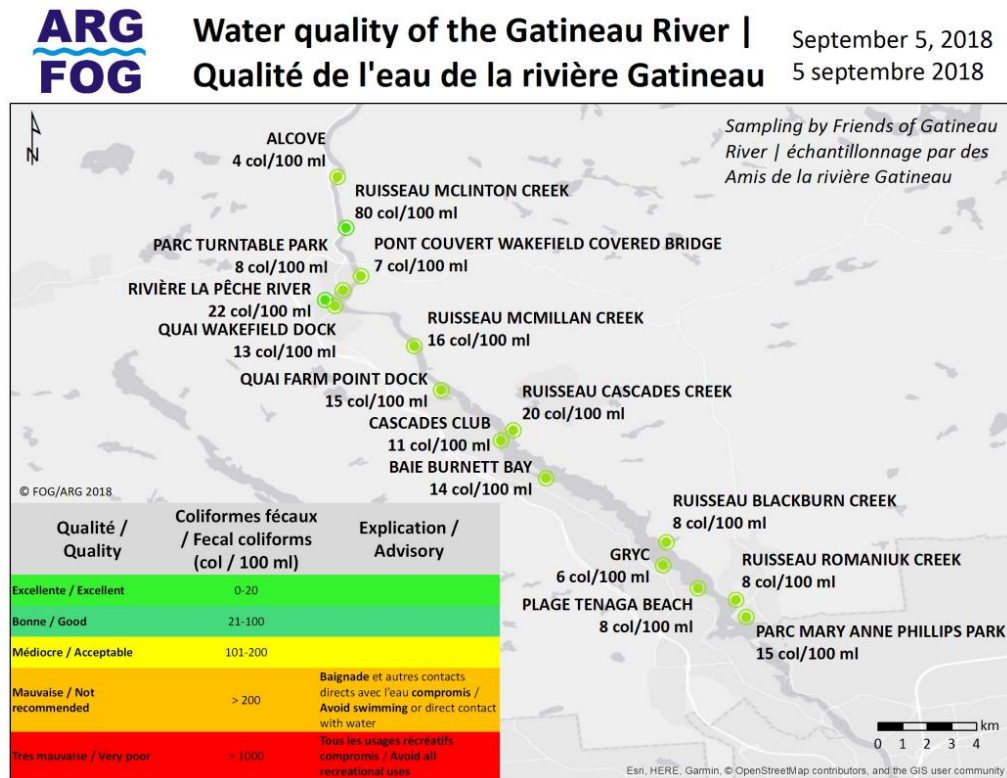 ARG
FOG
Water quality of the Gatineau River |
Qualité de l'eau de la rivière Gatineau
September 5, 2018
5 septembre 2018
N
Sampling by Friends of Gatineau
River | échantillonnage par des
Amis de la rivière Gatineau
ALCOVE
4 col/100 ml
RUISSEAU MCLINTON CREEK
80 col/100 ml
PARC TURNTABLE PARK
8 col/100 ml
PONT COUVERT WAKEFIELD COVERED BRIDGE
7 col/100 ml
RIVIÈRE LA PÊCHE RIVER
22 col/100 ml
QUAI WAKEFIELD DOCK
13 col/100 ml
RUISSEAU MCMILLAN CREEK
16 col/100 ml
QUAI FARM POINT DOCK
15 col/100 ml
RUISSEAU CASCADES CREEK
20 col/100 ml
CASCADES CLUB
11 col/100 ml
BAIE BURNETT BAY
14 col/100 ml
RUISSEAU BLACKBURN CREEK
8 col/100 ml
GRYC
6 col/100 ml
RUISSEAU ROMANIUK CREEK
8 col/100 ml
PLAGE TENAGA BEACH
8 col/100 ml
PARC MARY ANNE PHILLIPS PARK
15 col/100 ml
© FOG/ARG 2018
Qualité /
Quality
Coliformes fécaux
/ Fecal coliforms
(col / 100 ml)
Explication /
Advisory
Excellente / Excellent
0-20
Bonne / Good
21-100
Médiocre / Acceptable
101-200
Mauvaise / Not
recommended
> 200
Baignade et autres contacts
directs avec l'eau compromis /
Avoid swimming or direct contact
with water
Très mauvaise / Very poor
> 1000
Tous les usages récréatifs
compromis / Avoid all
recreational uses
km
0 1 2 3 4
Esri, HERE, Garmin, © OpenStreetMap contributors, and the GIS user community